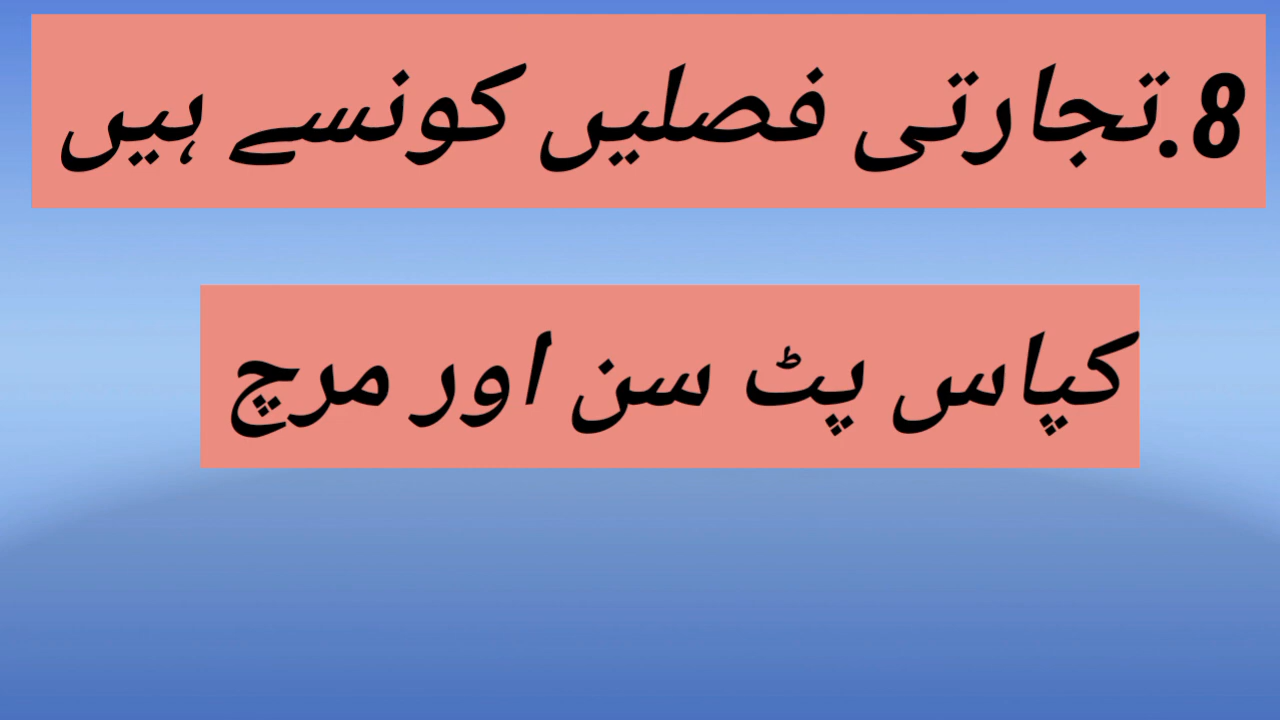 8.تجارتی فصلیں کونسے ہیں
کپاس پٹ سن اور مرچ